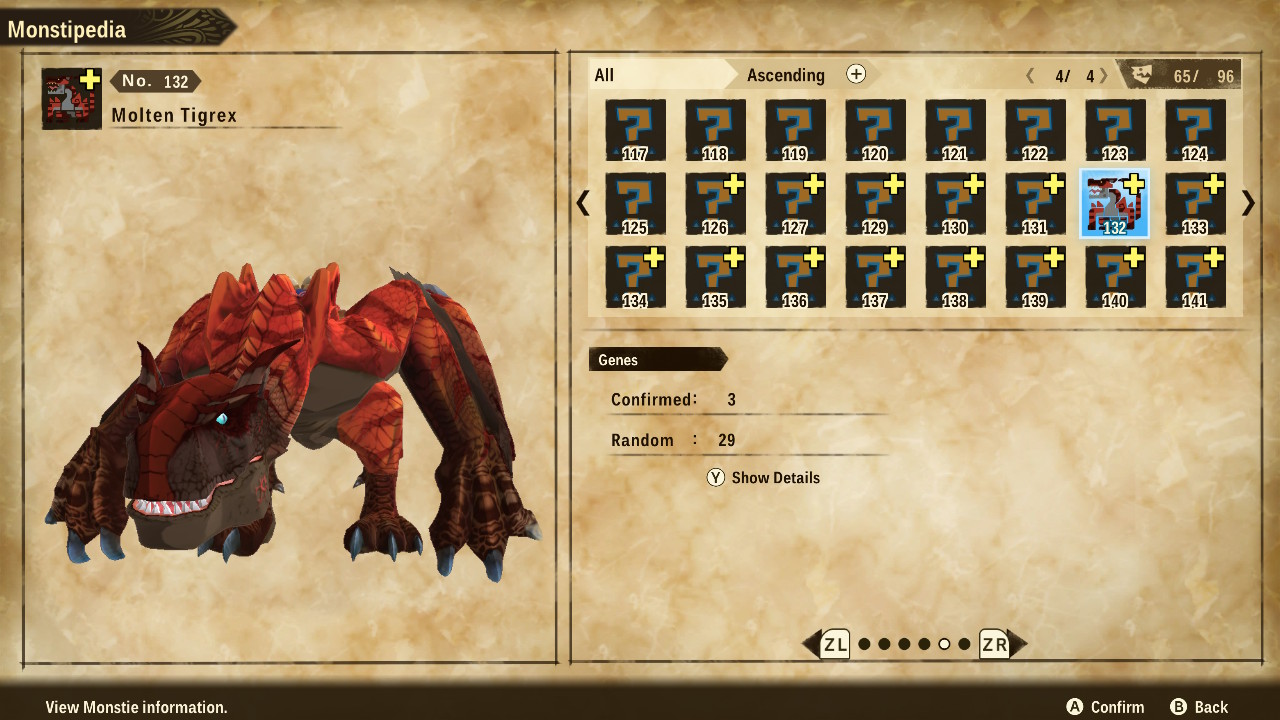 Monstipedia
No. 132
Molten Tigrex
All
Ascending
4/ 4
65/ 96
? ? ? ? ? ? ? ?
117 118 119 120 121 122 123 124
? ? ? ? ? ? ?
125 126 127 129 130 131 132 133
? ? ? ? ? ? ? ?
134 135 136 137 138 139 140 141
Genes
Confirmed: 3
Random : 29
Y Show Details
ZL ZR
View Monstie information.
A Confirm B Back